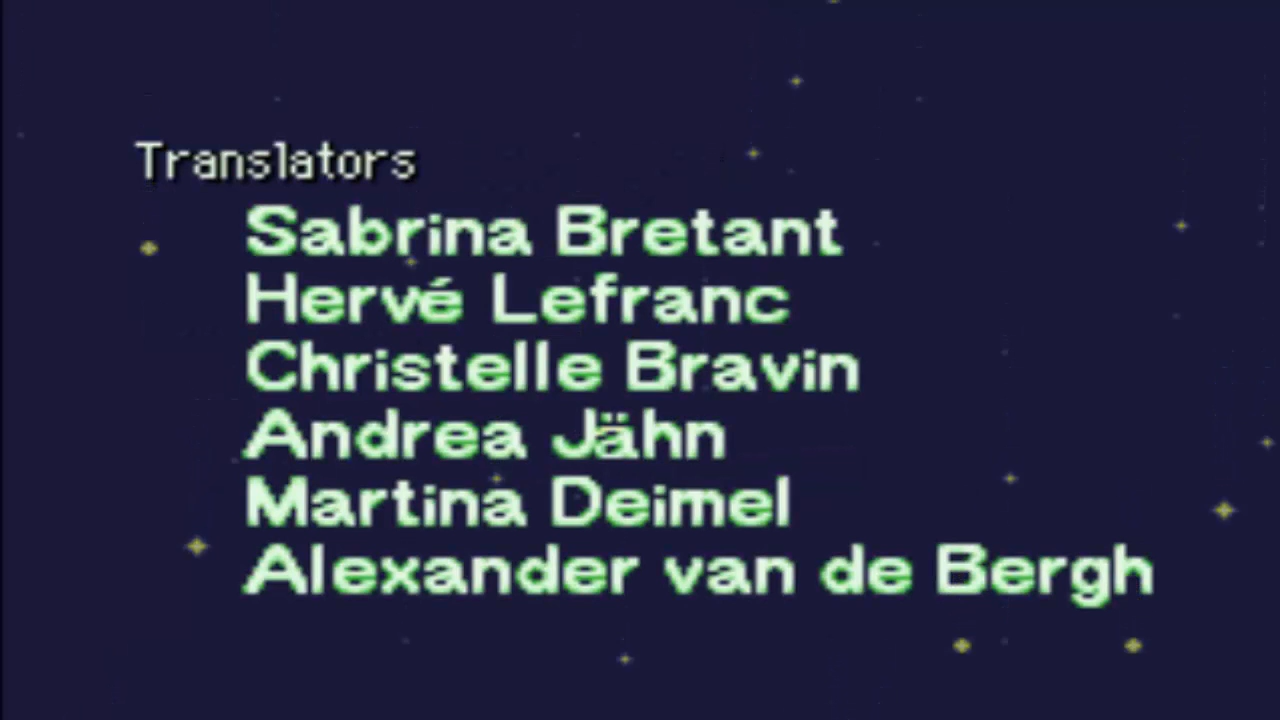 Translators
Sabrina Bretant
Hervé Lefranc
Christelle Bravin
Andrea Jähn
Martina Deimel
Alexander van de Bergh